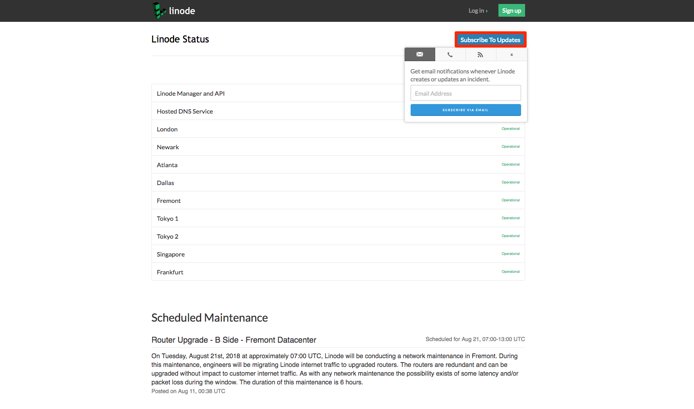 linode
Log in ›
Sign up
Linode Status
Subscribe To Updates
x
Get email notifications whenever Linode
creates or updates an incident.
Email Address
SUBSCRIBE VIA EMAIL
Linode Manager and API
Hosted DNS Service
London Operational
Newark Operational
Atlanta Operational
Dallas Operational
Fremont Operational
Tokyo 1 Operational
Tokyo 2 Operational
Singapore Operational
Frankfurt Operational
Scheduled Maintenance
Router Upgrade - B Side - Fremont Datacenter Scheduled for Aug 21, 07:00-13:00 UTC
On Tuesday, August 21st, 2018 at approximately 07:00 UTC, Linode will be conducting a network maintenance in Fremont. During
this maintenance, engineers will be migrating Linode internet traffic to upgraded routers. The routers are redundant and can be
upgraded without impact to customer internet traffic. As with any network maintenance the possibility exists of some latency and/or
packet loss during the window. The duration of this maintenance is 6 hours.
Posted on Aug 11, 00:38 UTC